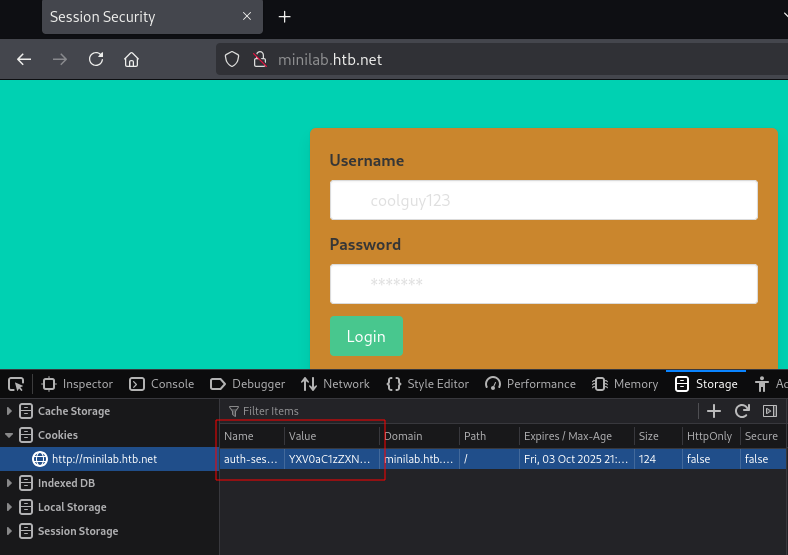 Session Security
minilab.htb.net
Username
coolguy123
Password
*******
Login
Inspector Console Debugger Network Style Editor Performance Memory Storage
Cache Storage
Cookies
http://minilab.htb.net
Indexed DB
Local Storage
Session Storage
Filter Items
Name Value Domain Path Expires / Max-Age Size HttpOnly Secure
auth-ses... YXV0aC1zZXN... minilab.htb.... / Fri, 03 Oct 2025 21:... 124 false false